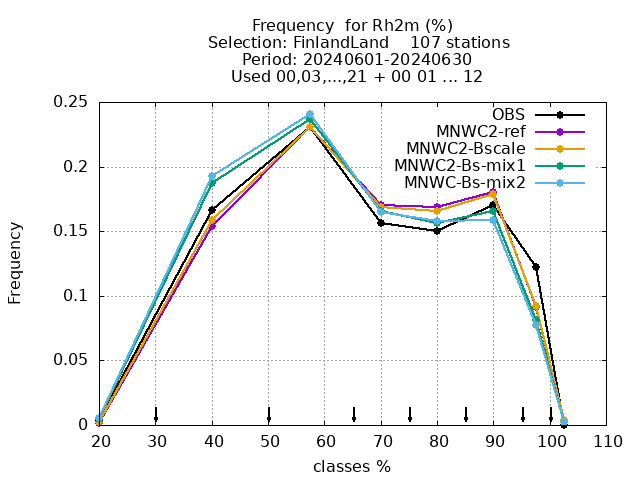 Frequency  for Rh2m (%)
Selection: FinlandLand    107 stations
Period: 20240601-20240630
Used 00,03,...,21 + 00 01 ... 12
0.25
0.2
0.15
0.1
0.05
0
Frequency
OBS
MNWC2-ref
MNWC2-Bscale
MNWC2-Bs-mix1
MNWC-Bs-mix2
20 30 40 50 60 70 80 90 100 110
classes %